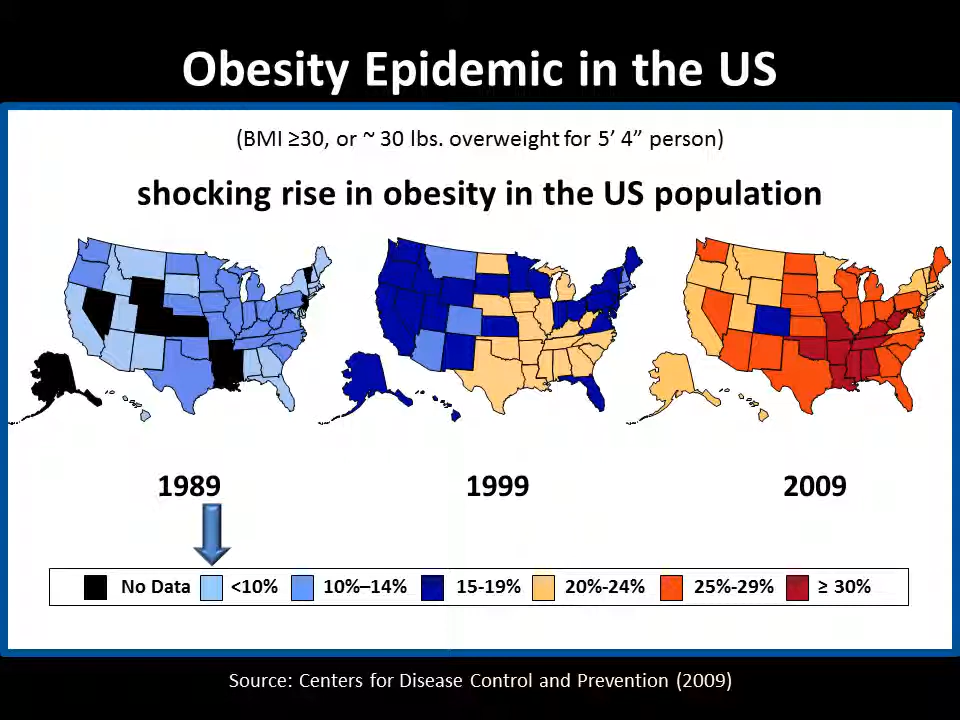 Obesity Epidemic in the US
(BMI ≥30, or ~ 30 lbs. overweight for 5’ 4” person)
shocking rise in obesity in the US population
1989 1999 2009
No Data <10% 10%–14% 15-19% 20%-24% 25%-29% ≥ 30%
Source: Centers for Disease Control and Prevention (2009)